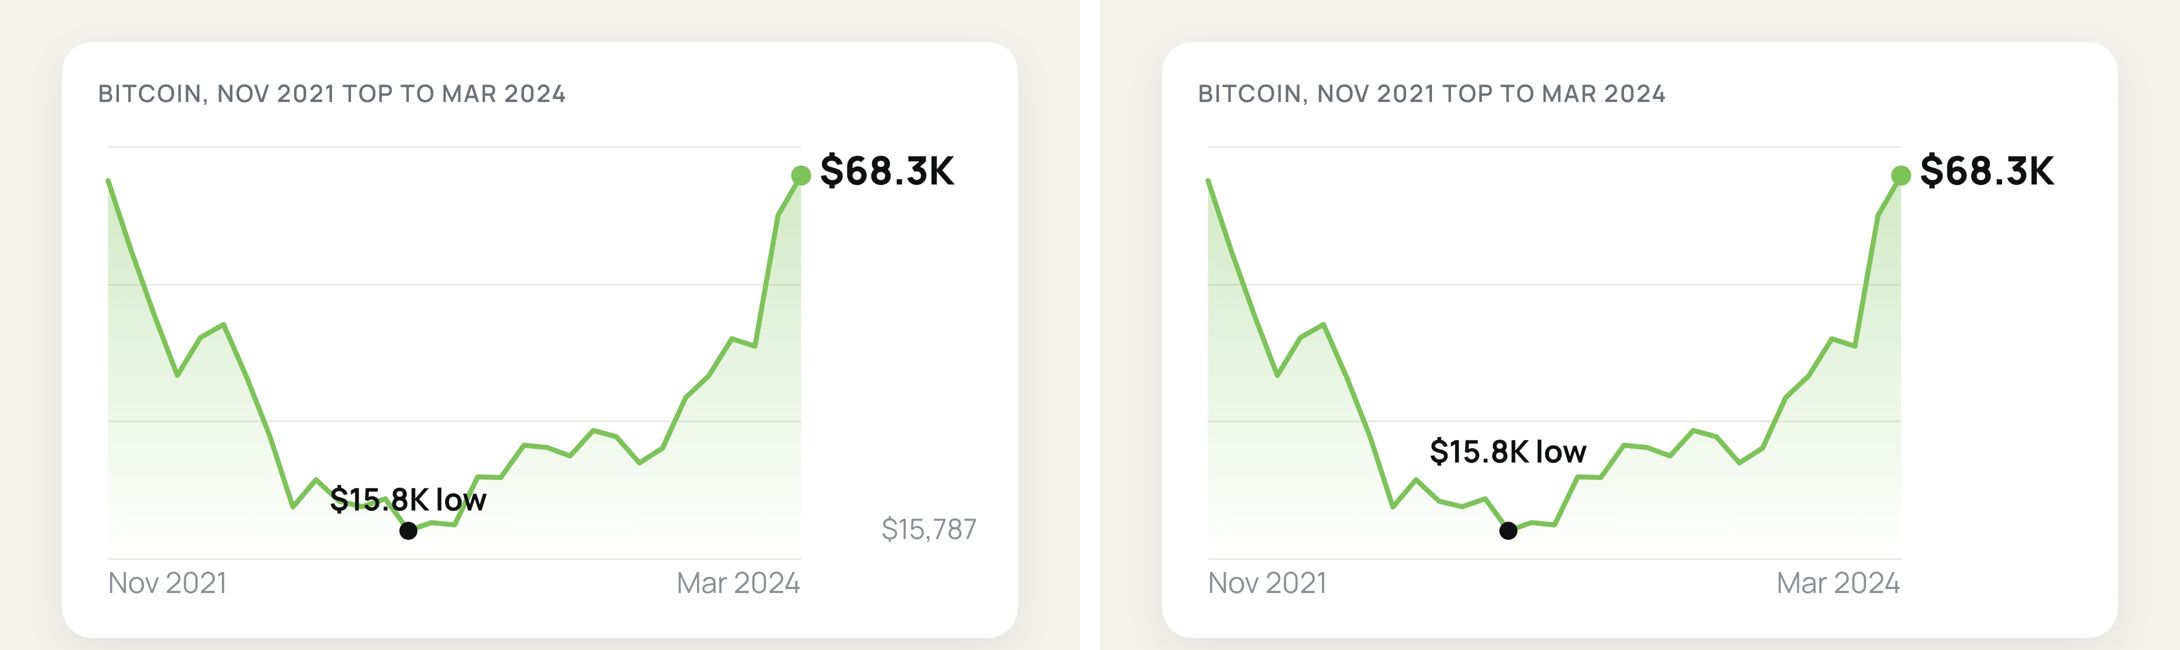 BITCOIN, NOV 2021 TOP TO MAR 2024
$68.3K
$15.8K low
$15,787
Nov 2021
Mar 2024
BITCOIN, NOV 2021 TOP TO MAR 2024
$68.3K
$15.8K low
Nov 2021
Mar 2024